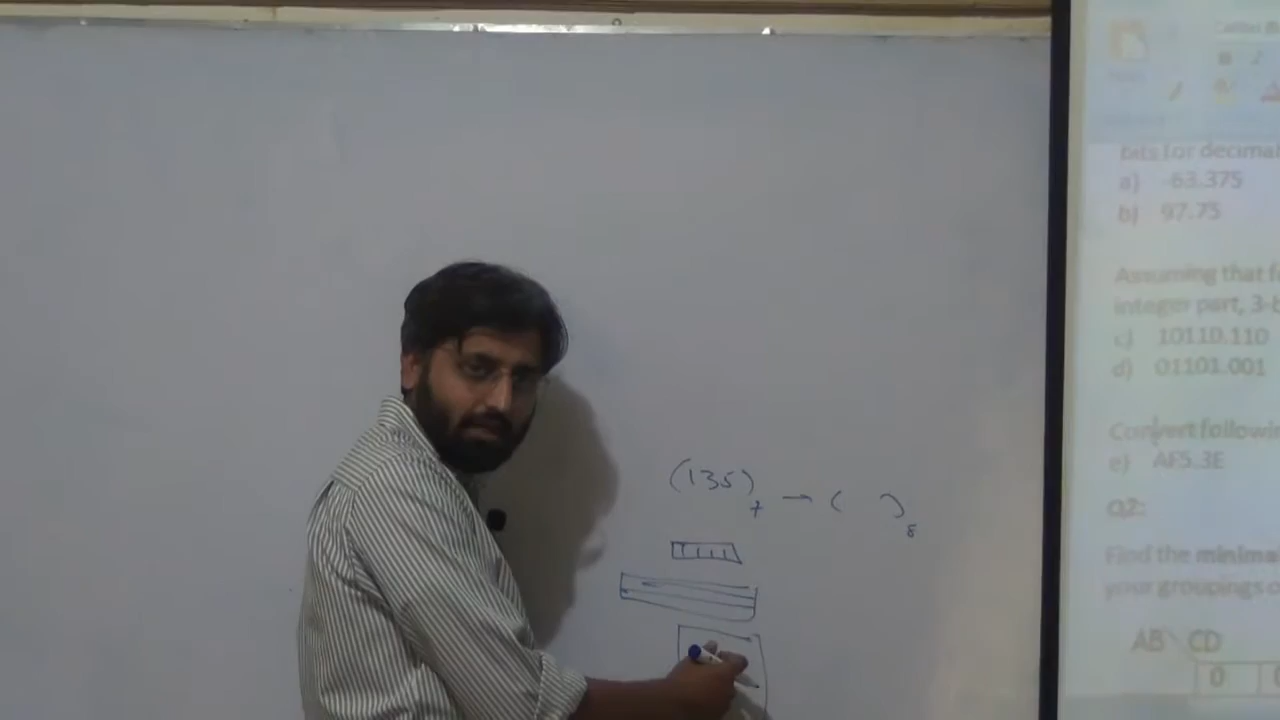 (135)7 → ( )8
bits for decimal
a) -63.375
b) 97.75
Assuming that
integer part, 3-
c) 10110.110
d) 01101.001
Convert followin
e) AF5.3E
Q2:
Find the minima
your groupings
AB CD
0